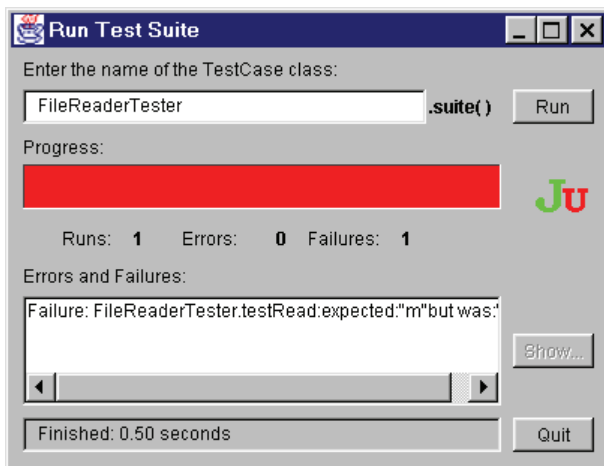 Run Test Suite
Enter the name of the TestCase class:
FileReaderTester .suite() Run
Progress:
JU
Runs: 1 Errors: 0 Failures: 1
Errors and Failures:
Failure: FileReaderTester.testRead:expected:"m"but was:"
Show...
Finished: 0.50 seconds Quit